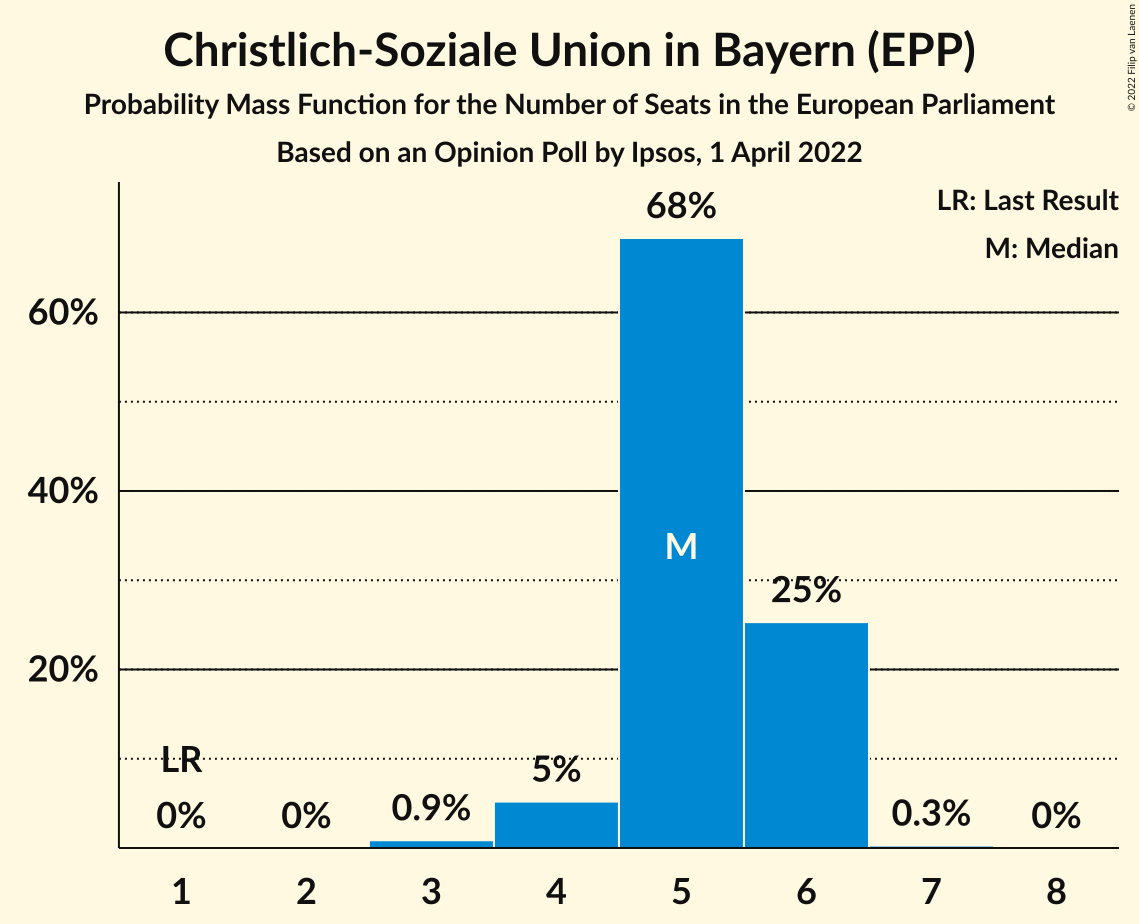 Christlich-Soziale Union in Bayern (EPP)
Probability Mass Function for the Number of Seats in the European Parliament
Based on an Opinion Poll by Ipsos, 1 April 2022
© 2022 Filip van Laenen
LR: Last Result
M: Median
68%
60%
40%
M
25%
20%
LR
5%
0%
0%
0.9%
0.3%
0%
1 2 3 4 5 6 7 8